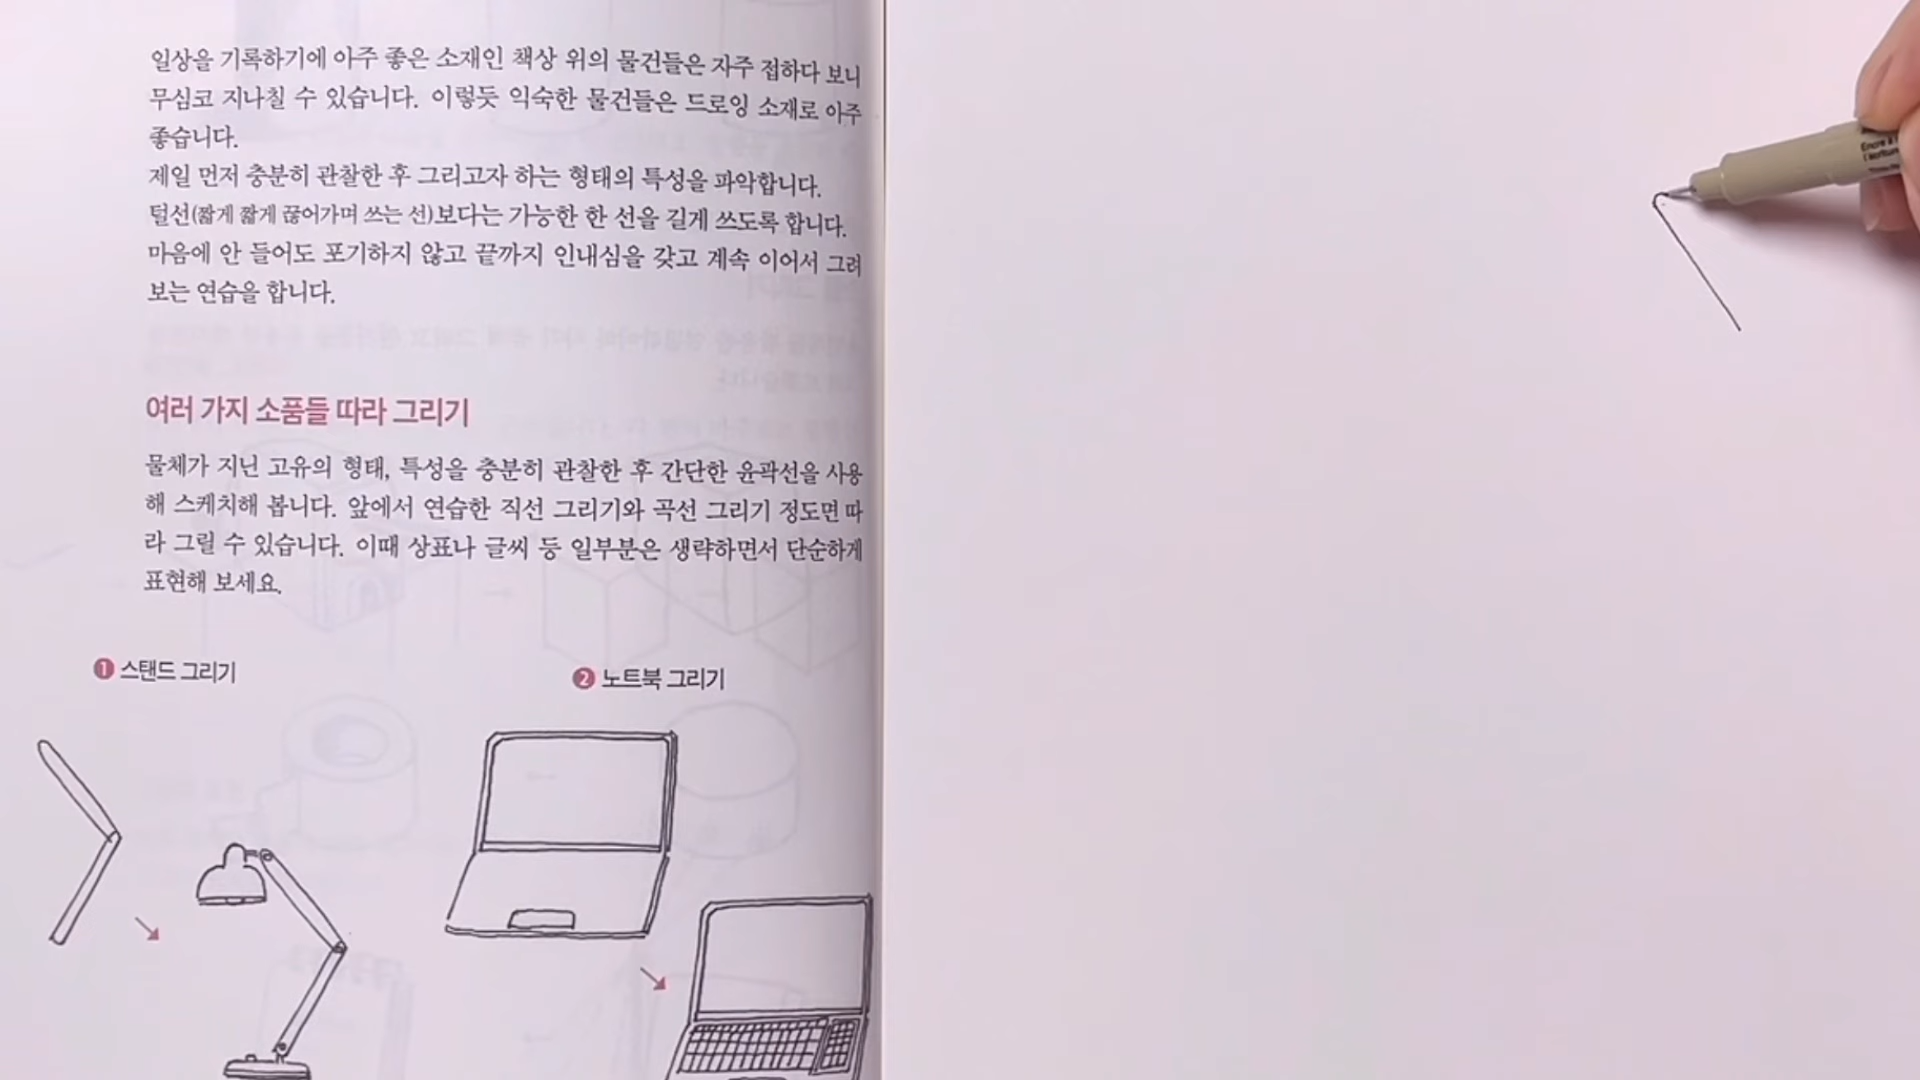 일상을 기록하기에 아주 좋은 소재인 책상 위의 물건들은 자주 접하다 보니
무심코 지나칠 수 있습니다. 이렇듯 익숙한 물건들은 드로잉 소재로 아주
좋습니다.
제일 먼저 충분히 관찰한 후 그리고자 하는 형태의 특성을 파악합니다.
털선(짧게 짧게 끊어가며 쓰는 선)보다는 가능한 한 선을 길게 쓰도록 합니다.
마음에 안 들어도 포기하지 않고 끝까지 인내심을 갖고 계속 이어서 그려
보는 연습을 합니다.
여러 가지 소품들 따라 그리기
물체가 지닌 고유의 형태, 특성을 충분히 관찰한 후 간단한 윤곽선을 사용
해 스케치해 봅니다. 앞에서 연습한 직선 그리기와 곡선 그리기 정도면 따
라 그릴 수 있습니다. 이때 상표나 글씨 등 일부분은 생략하면서 단순하게
표현해 보세요.
1 스탠드 그리기
2 노트북 그리기